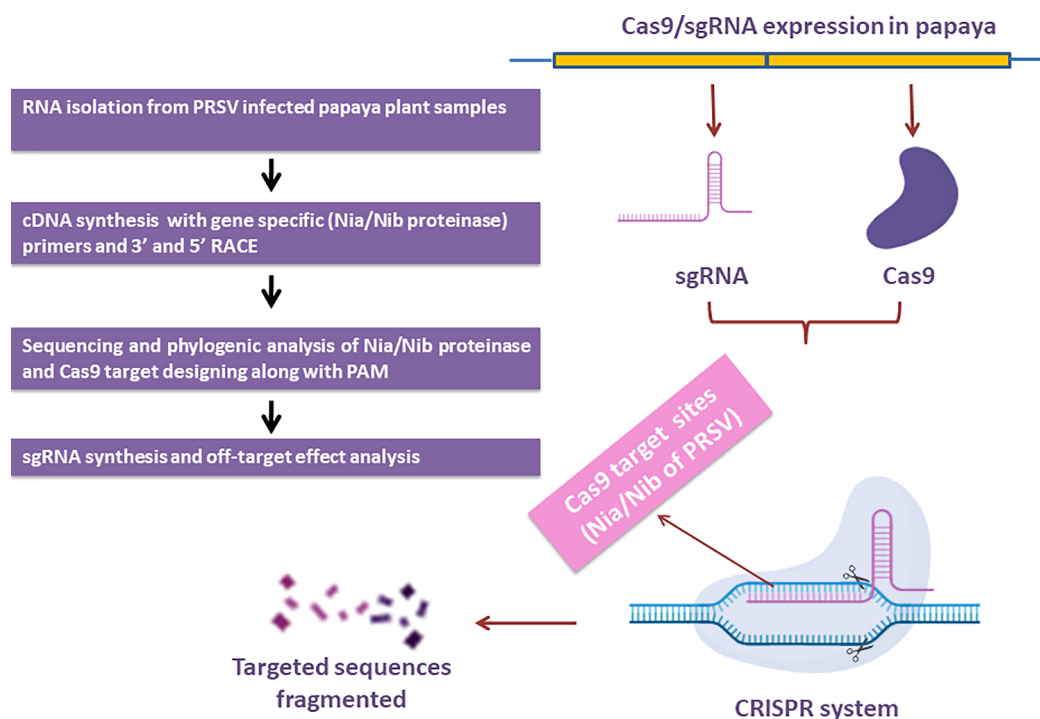 Cas9/sgRNA expression in papaya
RNA isolation from PRSV infected papaya plant samples
cDNA synthesis with gene specific (Nia/Nib proteinase)
primers and 3’ and 5’ RACE
Sequencing and phylogenic analysis of Nia/Nib proteinase
and Cas9 target designing along with PAM
sgRNA synthesis and off-target effect analysis
sgRNA
Cas9
Cas9 target sites
(Nia/Nib of PRSV)
Targeted sequences
fragmented
CRISPR system